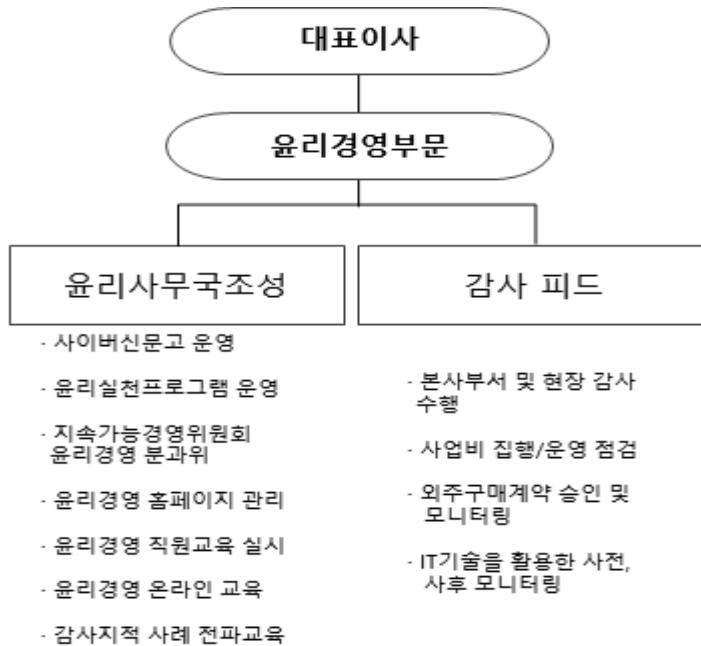 대표이사
윤리경영부문
윤리사무국조성
감사 피드
· 사이버신문고 운영
· 윤리실천프로그램 운영
· 지속가능경영위원회
윤리경영 분과위
· 윤리경영 홈페이지 관리
· 윤리경영 직원교육 실시
· 윤리경영 온라인 교육
· 감사지적 사례 전파교육
· 본사부서 및 현장 감사
수행
· 사업비 집행/운영 점검
· 외주구매계약 승인 및
모니터링
· IT기술을 활용한 사전,
사후 모니터링